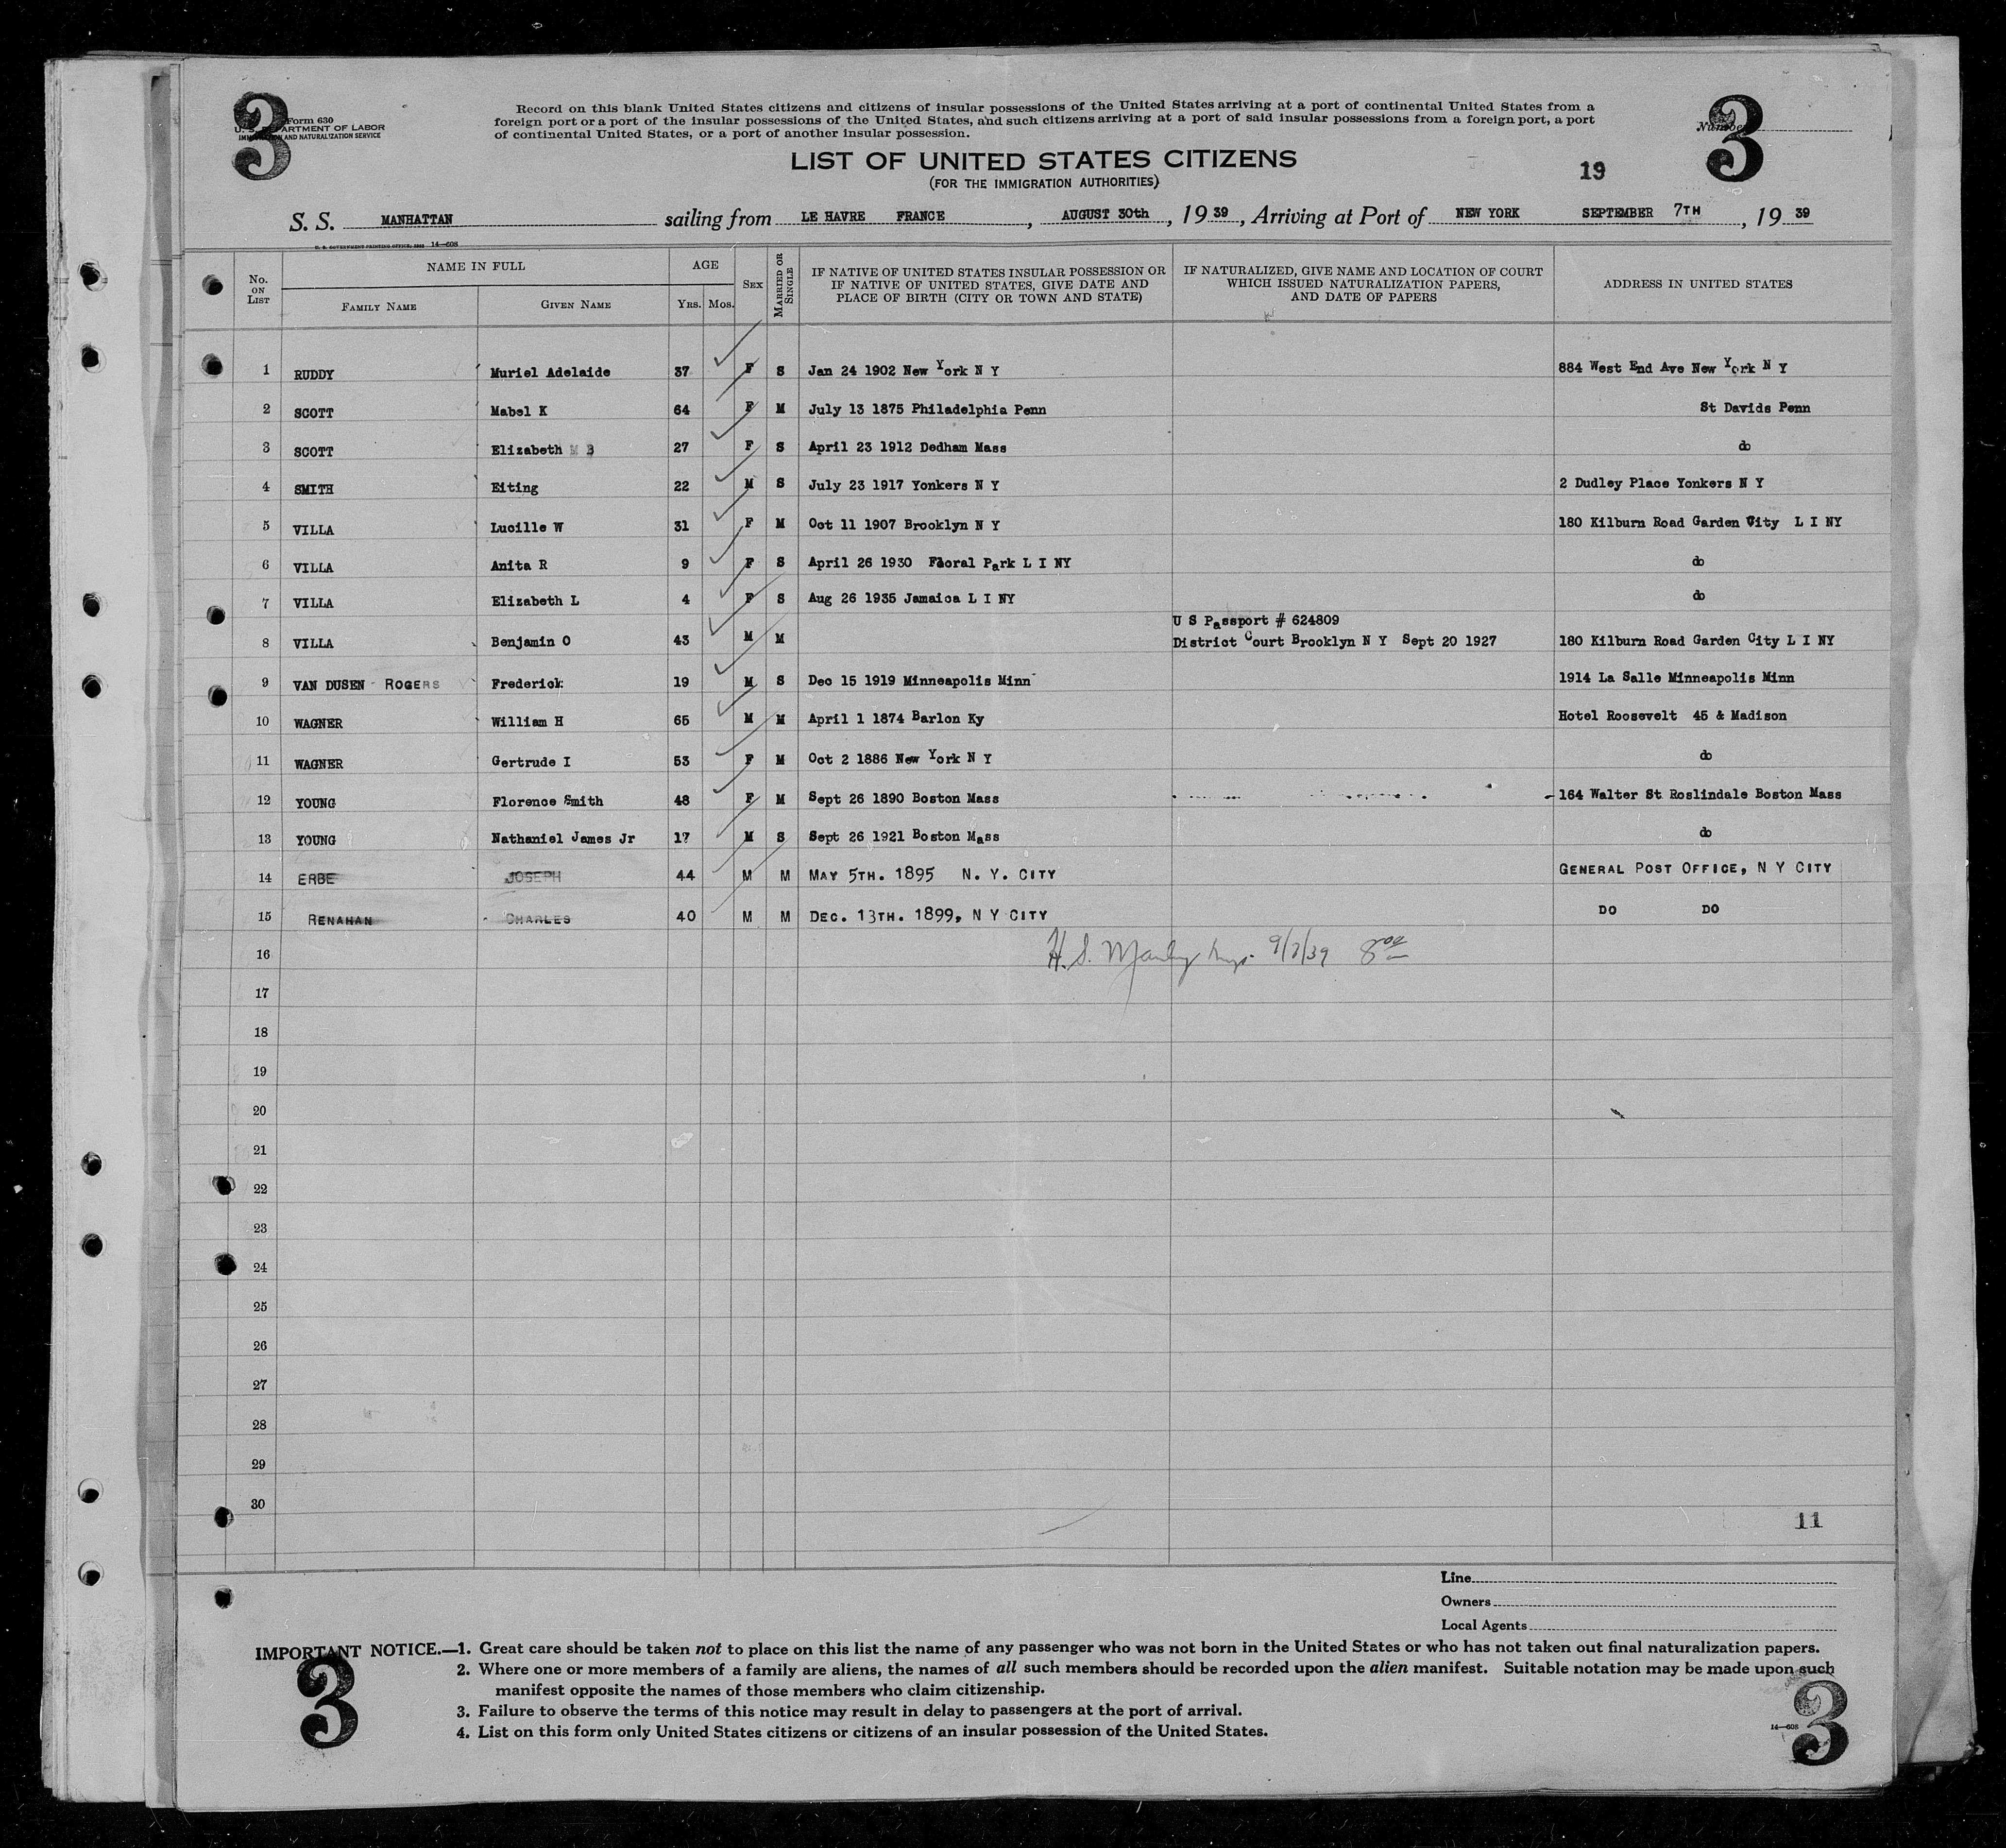 3
3
Form 630
U. S. DEPARTMENT OF LABOR
IMMIGRATION AND NATURALIZATION SERVICE
Record on this blank United States citizens and citizens of insular possessions of the United States arriving at a port of continental United States from a
foreign port or a port of the insular possessions of the United States, and such citizens arriving at a port of said insular possessions from a foreign port, a port
of continental United States, or a port of another insular possession.
Number
LIST OF UNITED STATES CITIZENS
(FOR THE IMMIGRATION AUTHORITIES)
19
S. S. MANHATTAN sailing from LE HAVRE FRANCE, AUGUST 30th, 1939, Arriving at Port of NEW YORK SEPTEMBER 7TH, 1939
U. S. GOVERNMENT PRINTING OFFICE 14—608
No. ON LIST
NAME IN FULL
FAMILY NAME
GIVEN NAME
AGE
YRS. MOS.
SEX
MARRIED OR SINGLE
IF NATIVE OF UNITED STATES INSULAR POSSESSION OR
IF NATIVE OF UNITED STATES, GIVE DATE AND
PLACE OF BIRTH (CITY OR TOWN AND STATE)
IF NATURALIZED, GIVE NAME AND LOCATION OF COURT
WHICH ISSUED NATURALIZATION PAPERS,
AND DATE OF PAPERS
ADDRESS IN UNITED STATES
1 RUDDY Muriel Adelaide 37 F S Jan 24 1902 New York N Y 884 West End Ave New York N Y
2 SCOTT Mabel K 64 F M July 13 1875 Philadelphia Penn St Davids Penn
3 SCOTT Elizabeth M B 27 F S April 23 1912 Dedham Mass do
4 SMITH Eiting 22 M S July 23 1917 Yonkers N Y 2 Dudley Place Yonkers N Y
5 VILLA Lucille W 31 F M Oct 11 1907 Brooklyn N Y 180 Kilburn Road Garden City L I NY
6 VILLA Anita R 9 F S April 26 1930 Floral Park L I NY do
7 VILLA Elizabeth L 4 F S Aug 26 1935 Jamaica L I NY do
U S Passport # 624809
8 VILLA Benjamin O 43 M M District Court Brooklyn N Y Sept 20 1927 180 Kilburn Road Garden City L I NY
9 VAN DUSEN - ROGERS Frederick 19 M S Dec 15 1919 Minneapolis Minn 1914 La Salle Minneapolis Minn
10 WAGNER William H 65 M M April 1 1874 Barlon Ky Hotel Roosevelt 45 & Madison
11 WAGNER Gertrude I 53 F M Oct 2 1886 New York N Y do
12 YOUNG Florence Smith 48 F M Sept 26 1890 Boston Mass 164 Walter St Roslindale Boston Mass
13 YOUNG Nathaniel James Jr 17 M S Sept 26 1921 Boston Mass do
14 ERBE JOSEPH 44 M M MAY 5TH. 1895 N. Y. CITY GENERAL POST OFFICE, N Y CITY
15 RENAHAN CHARLES 40 M M DEC. 13TH. 1899, N Y CITY DO DO
16 H. S. Manley Insp. 9/7/39 8 00
17
18
19
20
21
22
23
24
25
26
27
28
29
30
11
Line
Owners
Local Agents
IMPORTANT NOTICE.—1. Great care should be taken not to place on this list the name of any passenger who was not born in the United States or who has not taken out final naturalization papers.
2. Where one or more members of a family are aliens, the names of all such members should be recorded upon the alien manifest. Suitable notation may be made upon such
manifest opposite the names of those members who claim citizenship.
3. Failure to observe the terms of this notice may result in delay to passengers at the port of arrival.
4. List on this form only United States citizens or citizens of an insular possession of the United States.
14—608
3
3